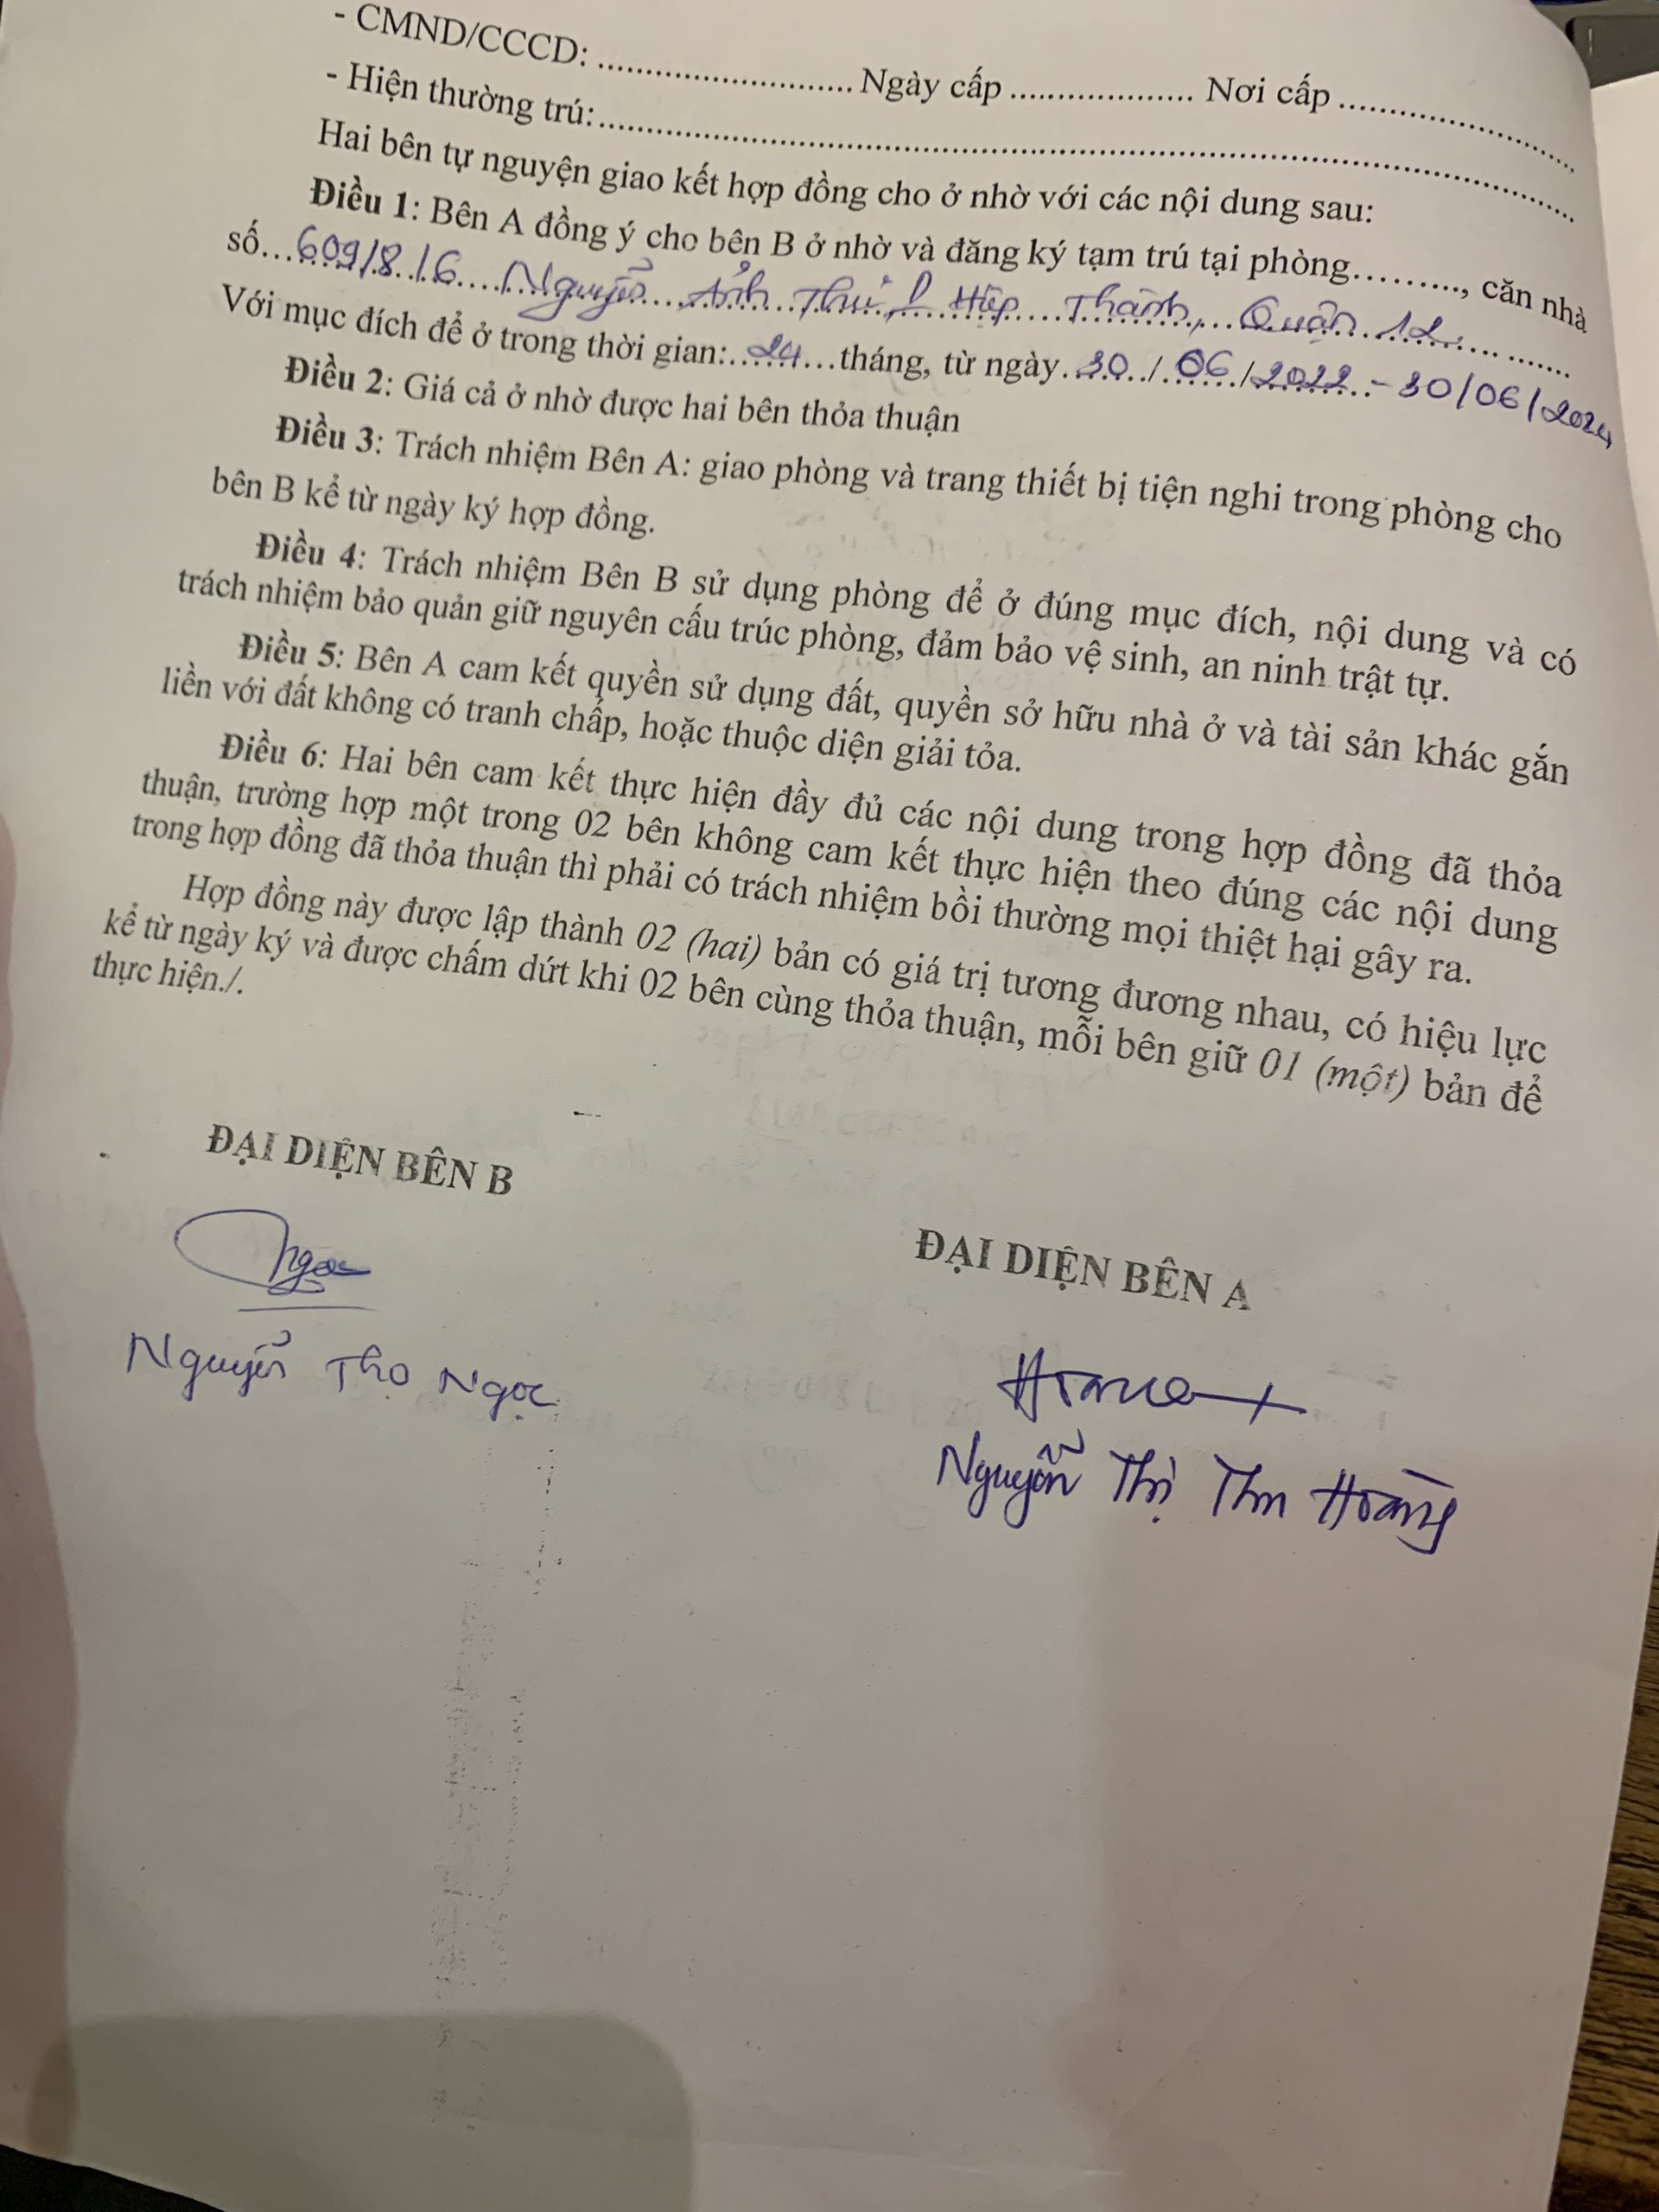 - CMND/CCCD: ........................... Ngày cấp ................... Nơi cấp ..........................
- Hiện thường trú:..........................................................................................................
Hai bên tự nguyện giao kết hợp đồng cho ở nhờ với các nội dung sau:
Điều 1: Bên A đồng ý cho bên B ở nhờ và đăng ký tạm trú tại phòng........., căn nhà
số...609/8/6 Nguyễn Ảnh Thủ, P Hiệp Thành, Quận 12..........
Với mục đích để ở trong thời gian:...24...tháng, từ ngày 30/06/2022 - 30/06/2024
Điều 2: Giá cả ở nhờ được hai bên thỏa thuận
Điều 3: Trách nhiệm Bên A: giao phòng và trang thiết bị tiện nghi trong phòng cho
bên B kể từ ngày ký hợp đồng.
Điều 4: Trách nhiệm Bên B sử dụng phòng để ở đúng mục đích, nội dung và có
trách nhiệm bảo quản giữ nguyên cấu trúc phòng, đảm bảo vệ sinh, an ninh trật tự.
Điều 5: Bên A cam kết quyền sử dụng đất, quyền sở hữu nhà ở và tài sản khác gắn
liền với đất không có tranh chấp, hoặc thuộc diện giải tỏa.
Điều 6: Hai bên cam kết thực hiện đầy đủ các nội dung trong hợp đồng đã thỏa
thuận, trường hợp một trong 02 bên không cam kết thực hiện theo đúng các nội dung
trong hợp đồng đã thỏa thuận thì phải có trách nhiệm bồi thường mọi thiệt hại gây ra.
Hợp đồng này được lập thành 02 (hai) bản có giá trị tương đương nhau, có hiệu lực
kể từ ngày ký và được chấm dứt khi 02 bên cùng thỏa thuận, mỗi bên giữ 01 (một) bản để
thực hiện./.
ĐẠI DIỆN BÊN B
Ngọc
Nguyễn Thọ Ngọc
ĐẠI DIỆN BÊN A
Nguyễn Thị Thu Hoàng